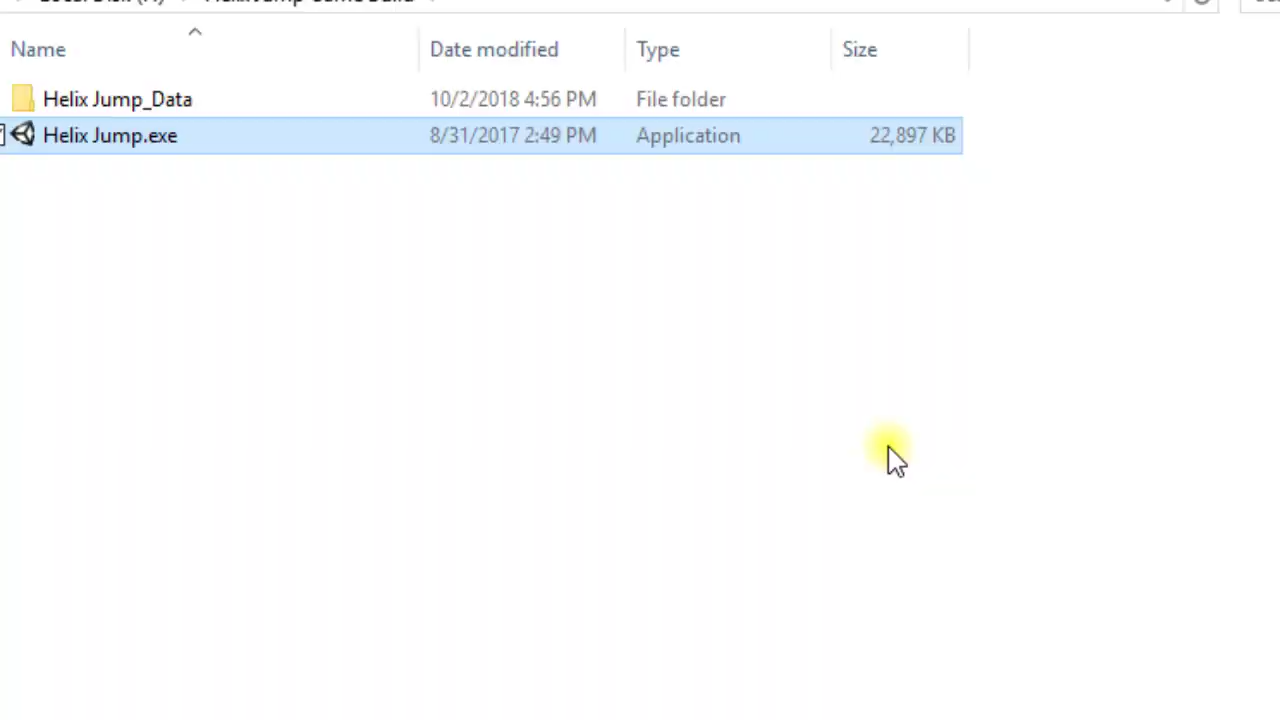 Name
Date modified
Type
Size
Helix Jump_Data
10/2/2018 4:56 PM
File folder
Helix Jump.exe
8/31/2017 2:49 PM
Application
22,897 KB